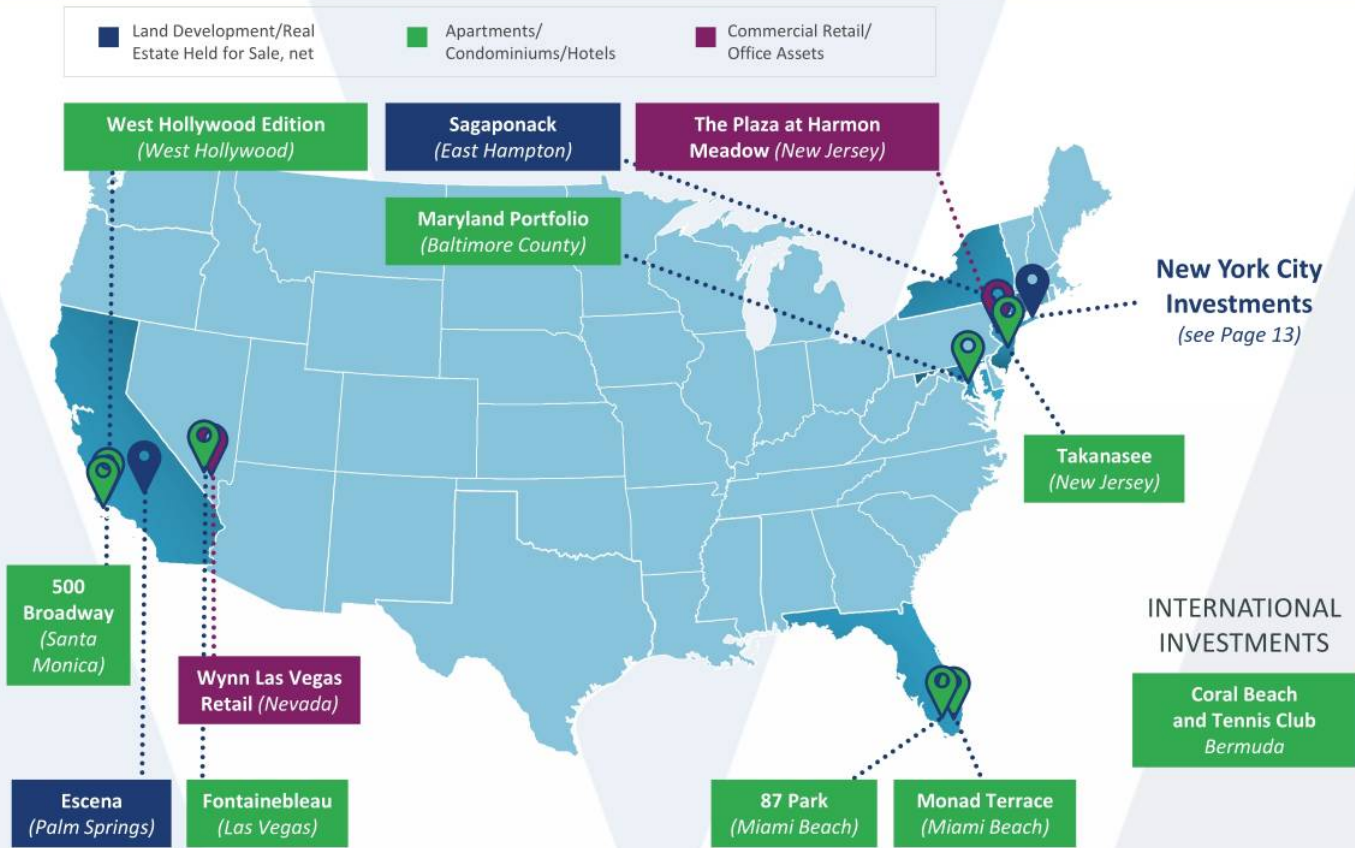 Land Development/Real
Estate Held for Sale, net
Apartments/
Condominiums/Hotels
Commercial Retail/
Office Assets
West Hollywood Edition
(West Hollywood)
Sagaponack
(East Hampton)
The Plaza at Harmon
Meadow (New Jersey)
Maryland Portfolio
(Baltimore County)
New York City
Investments
(see Page 13)
Takanasee
(New Jersey)
500
Broadway
(Santa
Monica)
Wynn Las Vegas
Retail (Nevada)
INTERNATIONAL
INVESTMENTS
Coral Beach
and Tennis Club
Bermuda
Escena
(Palm Springs)
Fontainebleau
(Las Vegas)
87 Park
(Miami Beach)
Monad Terrace
(Miami Beach)